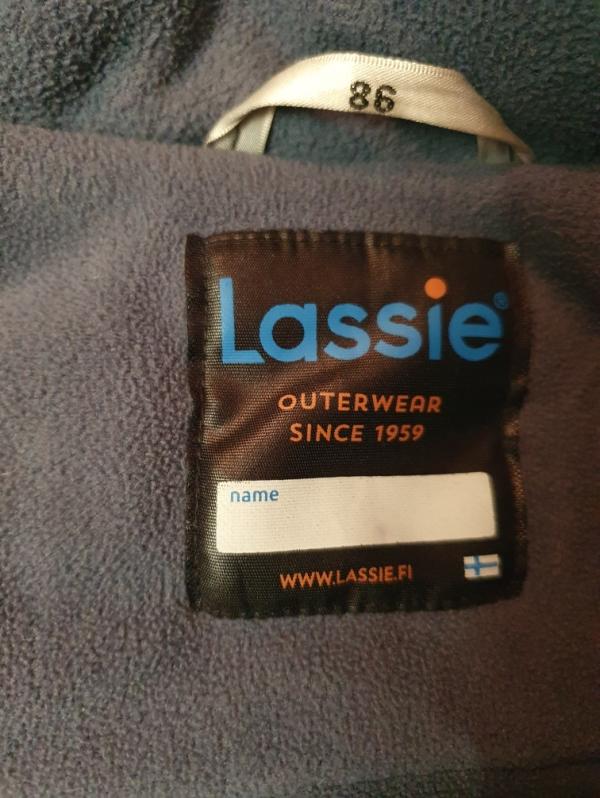 86
Lassie®
OUTERWEAR
SINCE 1959
name
WWW.LASSIE.FI